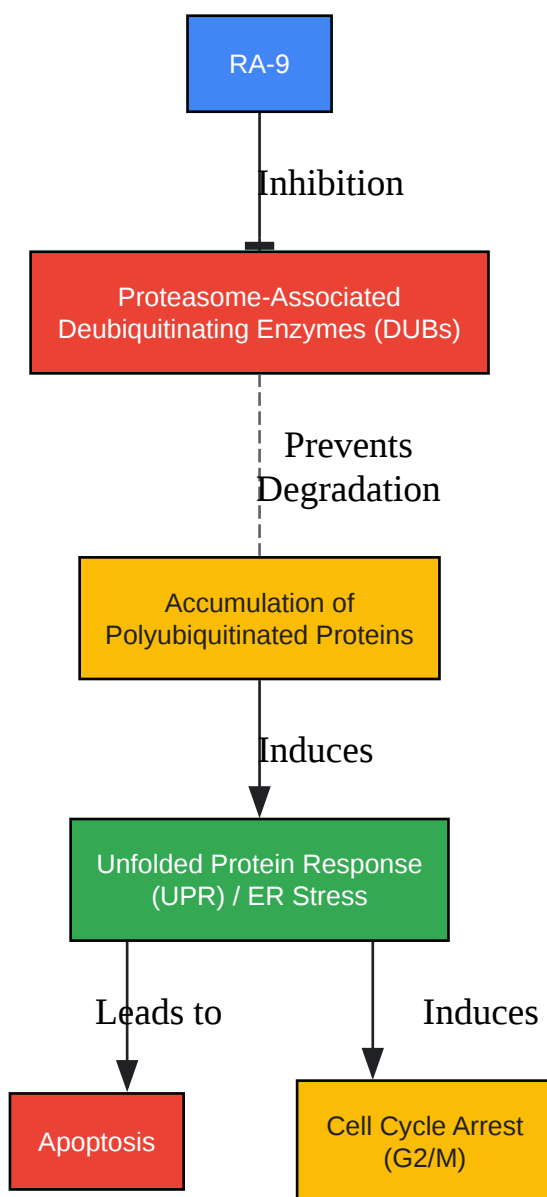 RA-9
Inhibition
Proteasome-Associated
Deubiquitinating Enzymes (DUBs)
Prevents
Degradation
Accumulation of
Polyubiquitinated Proteins
Induces
Unfolded Protein Response
(UPR) / ER Stress
Leads to
Induces
Apoptosis
Cell Cycle Arrest
(G2/M)